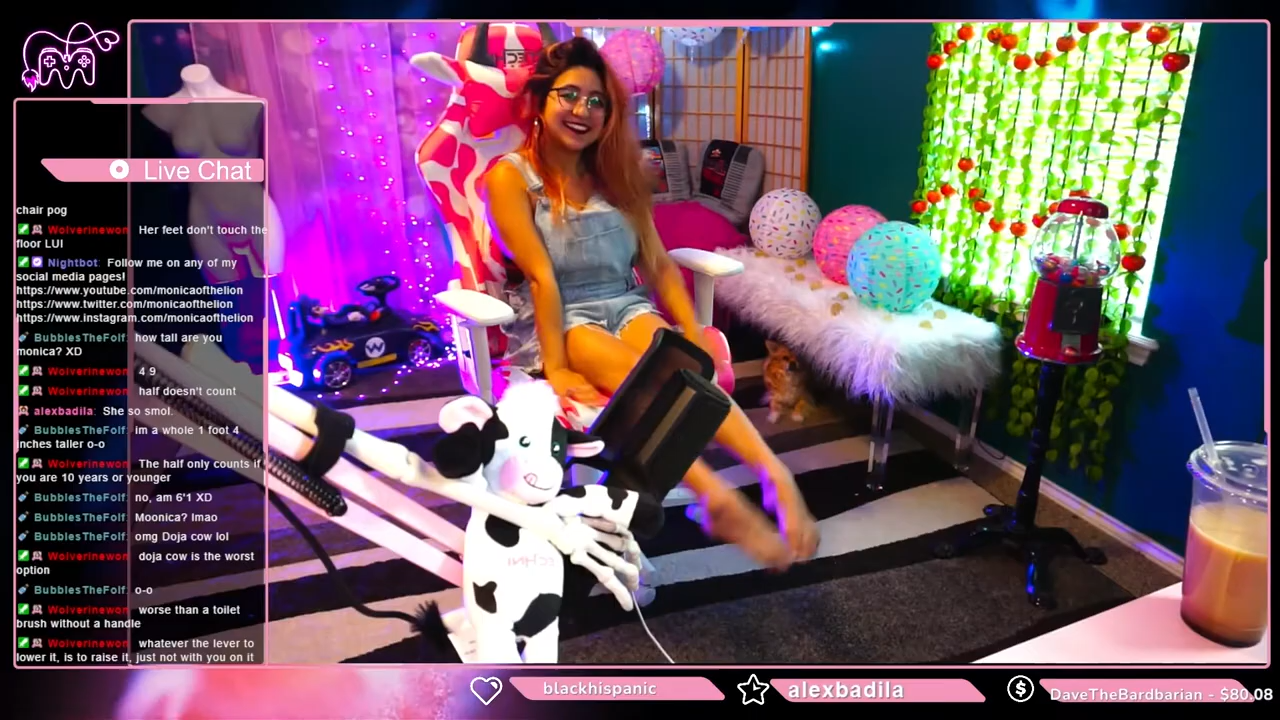 Live Chat
chair pog
Wolverinewon Her feet don't touch the
floor LUI
Nightbot: Follow me on any of my
social media pages!
https://www.youtube.com/monicaofthelion
https://www.twitter.com/monicaofthelion
https://www.instagram.com/monicaofthelion
BubblesTheFolf: how tall are you
monica? XD
Wolverinewon 4 9
Wolverinewon half doesn't count
alexbadila: She so smol.
BubblesTheFolf: im a whole 1 foot 4
inches taller o-o
Wolverinewon The half only counts if
you are 10 years or younger
BubblesTheFolf: no, am 6'1 XD
BubblesTheFolf: Moonica? lmao
BubblesTheFolf: omg Doja cow lol
Wolverinewon doja cow is the worst
option
BubblesTheFolf: o-o
Wolverinewon worse than a toilet
brush without a handle
Wolverinewon whatever the lever to
lower it, is to raise it, just not with you on it
blackhispanic
alexbadila
DaveTheBardbarian - $80.08